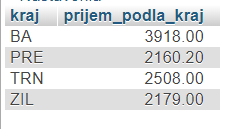 kraj prijem_podla_kraj
BA 3918.00
PRE 2160.20
TRN 2508.00
ZIL 2179.00